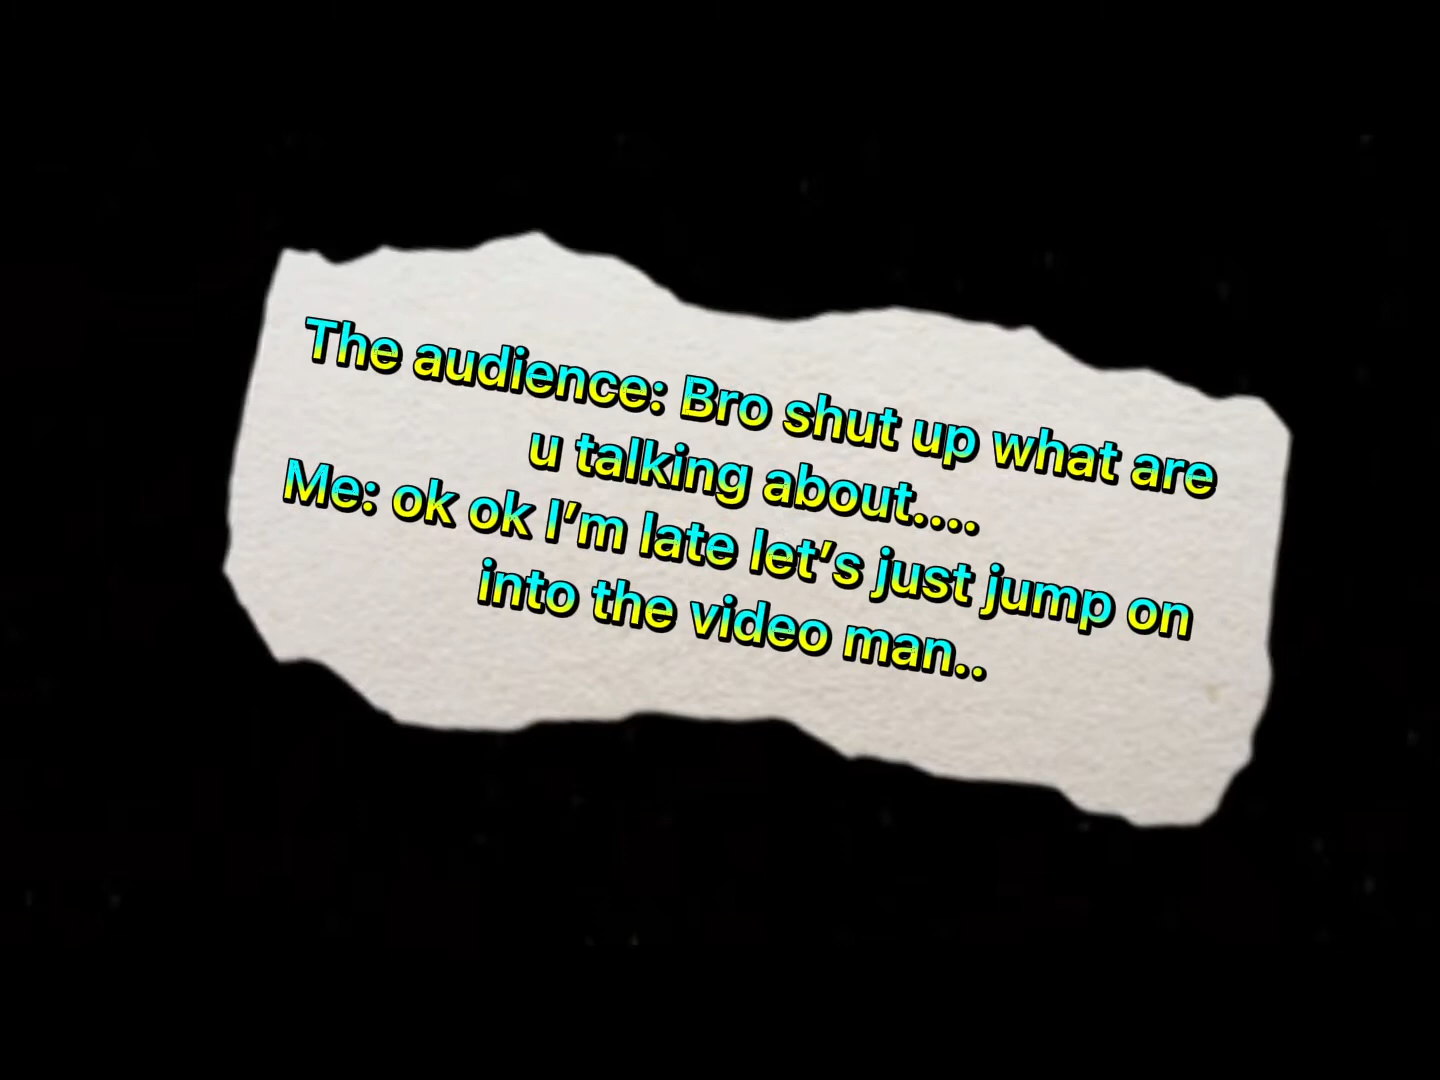 The audience: Bro shut up what are
u talking about....
Me: ok ok I’m late let’s just jump on
into the video man..